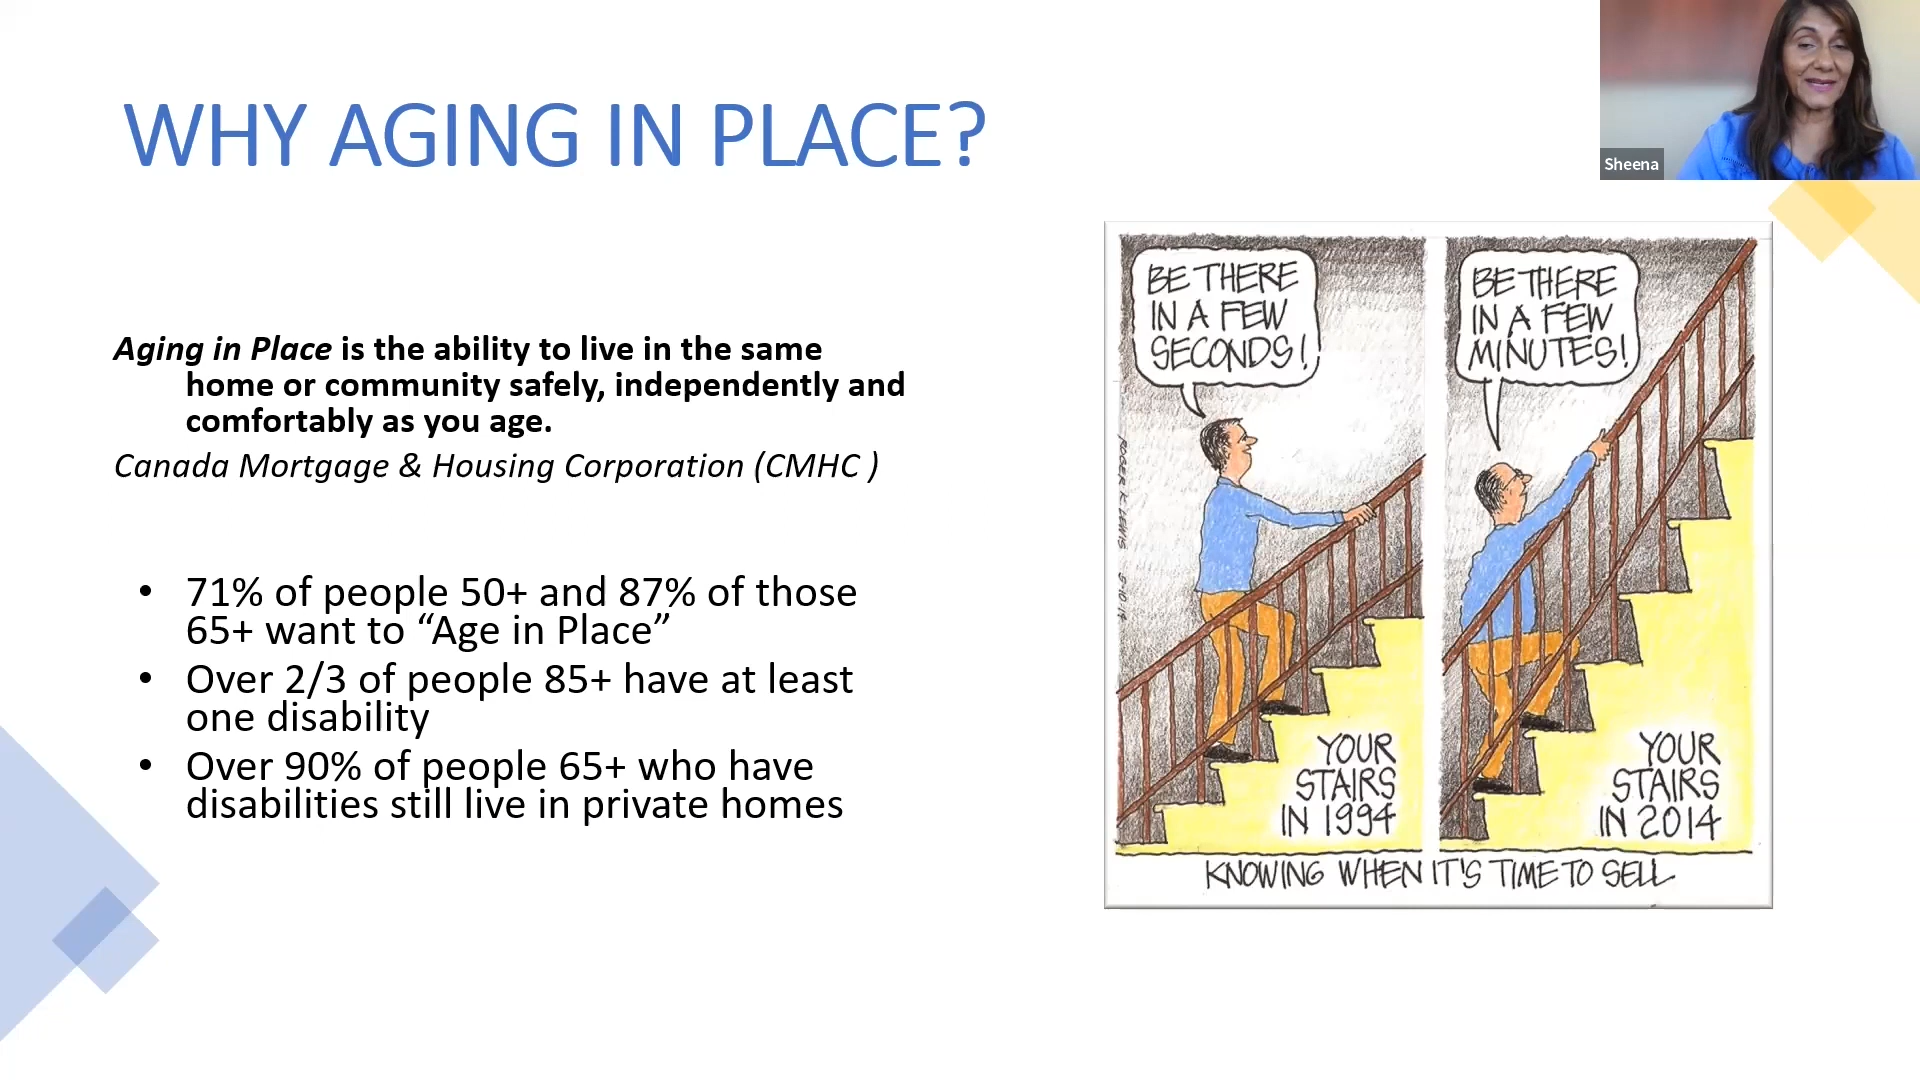 WHY AGING IN PLACE?
Sheena
Aging in Place is the ability to live in the same
home or community safely, independently and
comfortably as you age.
Canada Mortgage & Housing Corporation (CMHC )
• 71% of people 50+ and 87% of those
65+ want to “Age in Place”
• Over 2/3 of people 85+ have at least
one disability
• Over 90% of people 65+ who have
disabilities still live in private homes
BE THERE
IN A FEW
SECONDS!
YOUR
STAIRS
IN 1994
BE THERE
IN A FEW
MINUTES!
YOUR
STAIRS
IN 2014
ROGER K. LEWIS
KNOWING WHEN IT'S TIME TO SELL